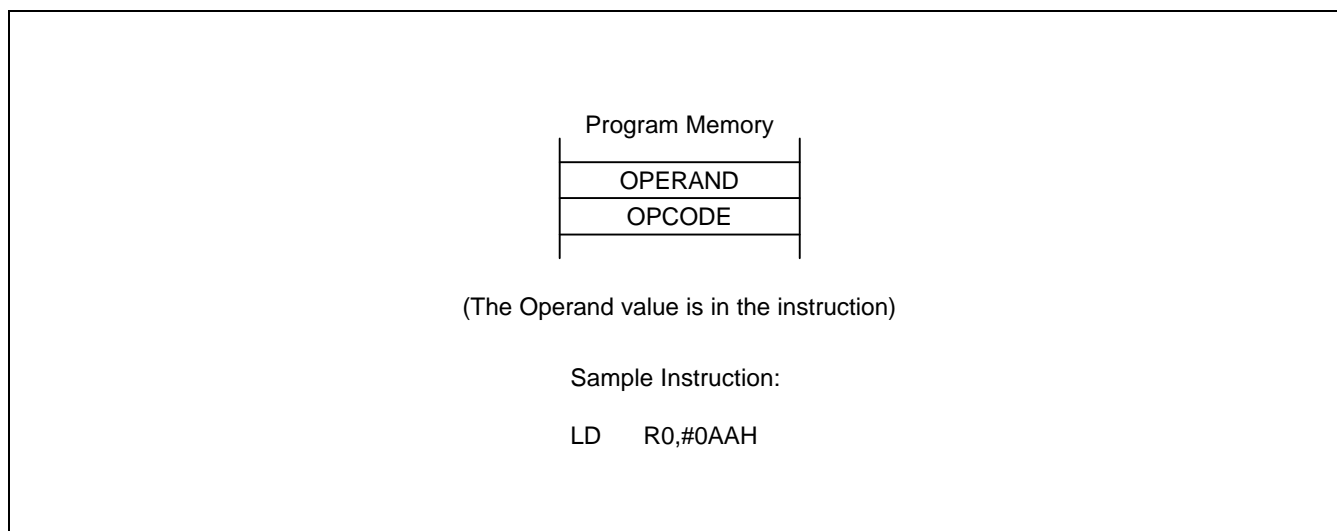 Program Memory
OPERAND
OPCODE
(The Operand value is in the instruction)
Sample Instruction:
LD R0,#0AAH